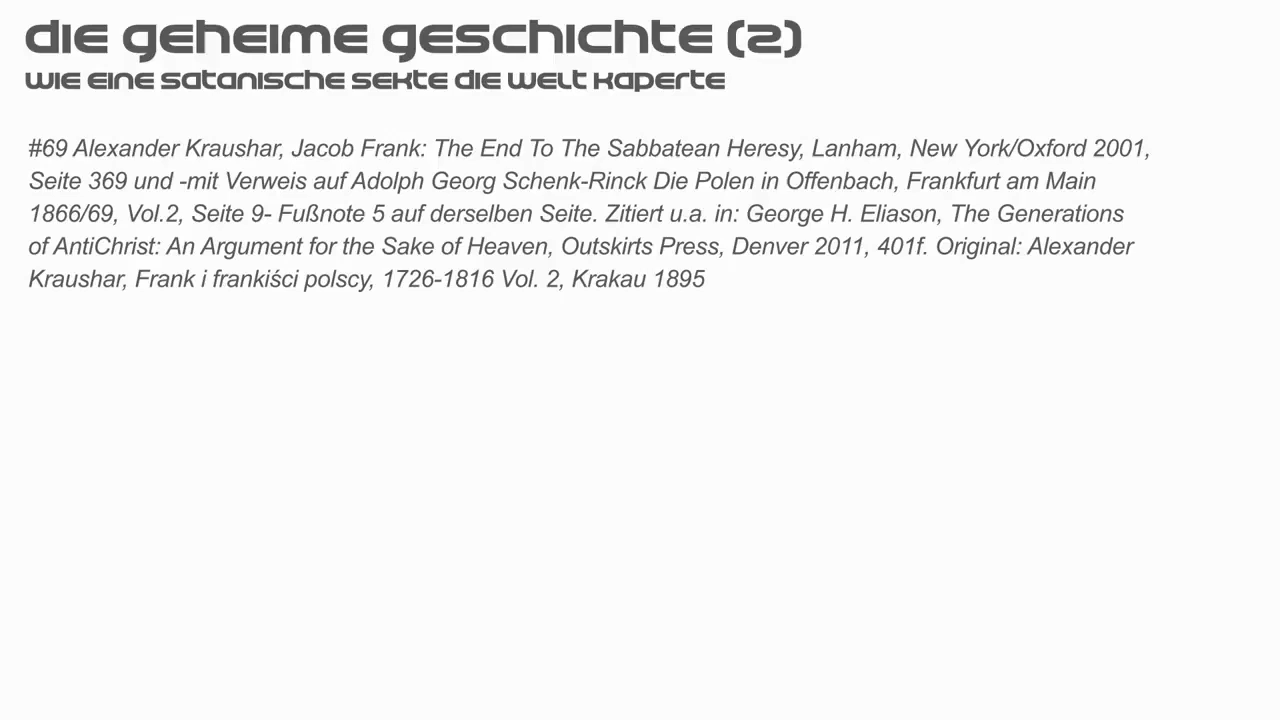 DIE GEHEIME GESCHICHTE (2)
WIE EINE SATANISCHE SEKTE DIE WELT KAPERTE
#69 Alexander Kraushar, Jacob Frank: The End To The Sabbatean Heresy, Lanham, New York/Oxford 2001,
Seite 369 und -mit Verweis auf Adolph Georg Schenk-Rinck Die Polen in Offenbach, Frankfurt am Main
1866/69, Vol.2, Seite 9- Fußnote 5 auf derselben Seite. Zitiert u.a. in: George H. Eliason, The Generations
of AntiChrist: An Argument for the Sake of Heaven, Outskirts Press, Denver 2011, 401f. Original: Alexander
Kraushar, Frank i frankiści polscy, 1726-1816 Vol. 2, Krakau 1895